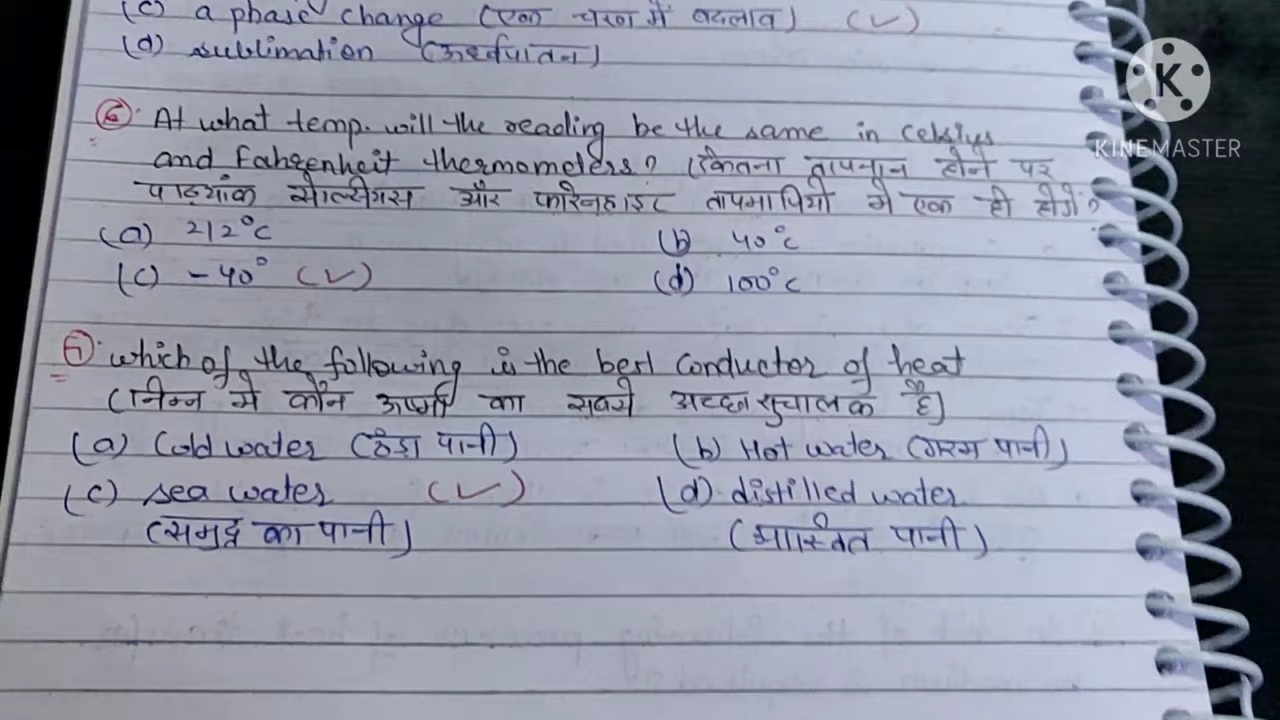 (c) a phasic change (एक चरण में बदलाव) (✓)
(d) sublimation (उर्ध्वपातन)
⑥. At what temp. will the reading be the same in Celsius
and Fahrenheit thermometers? (कितना तापमान होने पर
पाठ्यांक सेल्सियस और फारेनहाइट तापमापियों मे एक ही होगे?
(a) 212°c (b) 40°c
(c) -40° (✓) (d) 100°c
⑦. which of the following is the best conductor of heat
(निम्न मे कौन ऊष्मा का सबसे अच्छा सुचालक है)
(a) Cold water (ठंडा पानी) (b) Hot water (गरम पानी)
(c) sea water (✓) (d) distilled water
(समुद्र का पानी) (आस्वित पानी)
K
KINEMASTER